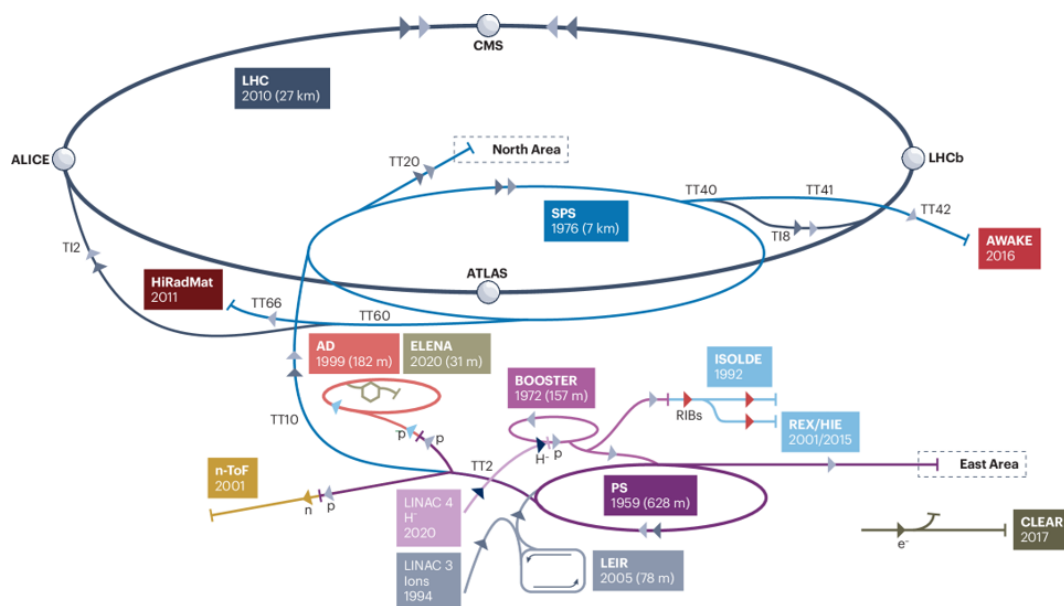 CMS
LHC
2010 (27 km)
ALICE
LHCb
North Area
TT20
TT40
TT41
TT42
SPS
1976 (7 km)
TI8
AWAKE
2016
TI2
ATLAS
HiRadMat
2011
TT66
TT60
AD
1999 (182 m)
ELENA
2020 (31 m)
ISOLDE
1992
BOOSTER
1972 (157 m)
RIBs
REX/HIE
2001/2015
TT10
p
p
H⁻
p
TT2
East Area
n-ToF
2001
n
p
LINAC 4
H⁻
2020
PS
1959 (628 m)
CLEAR
2017
e⁻
LINAC 3
Ions
1994
LEIR
2005 (78 m)